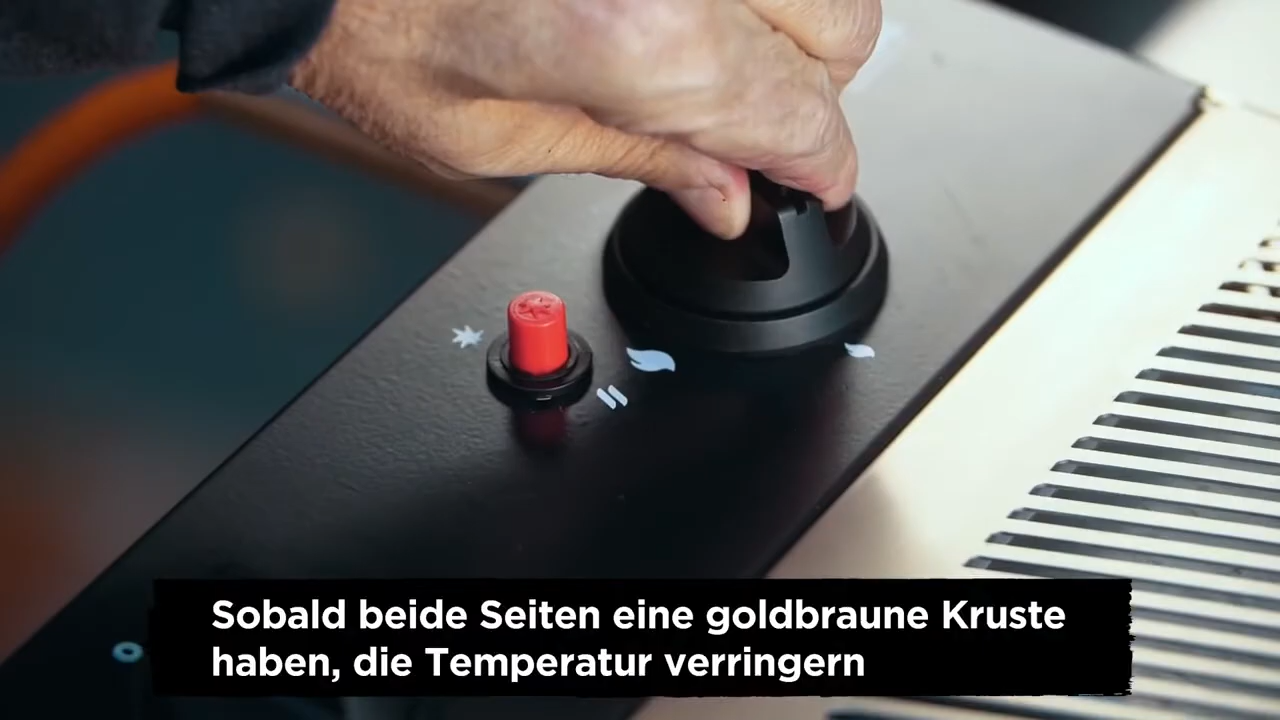 Sobald beide Seiten eine goldbraune Kruste
haben, die Temperatur verringern